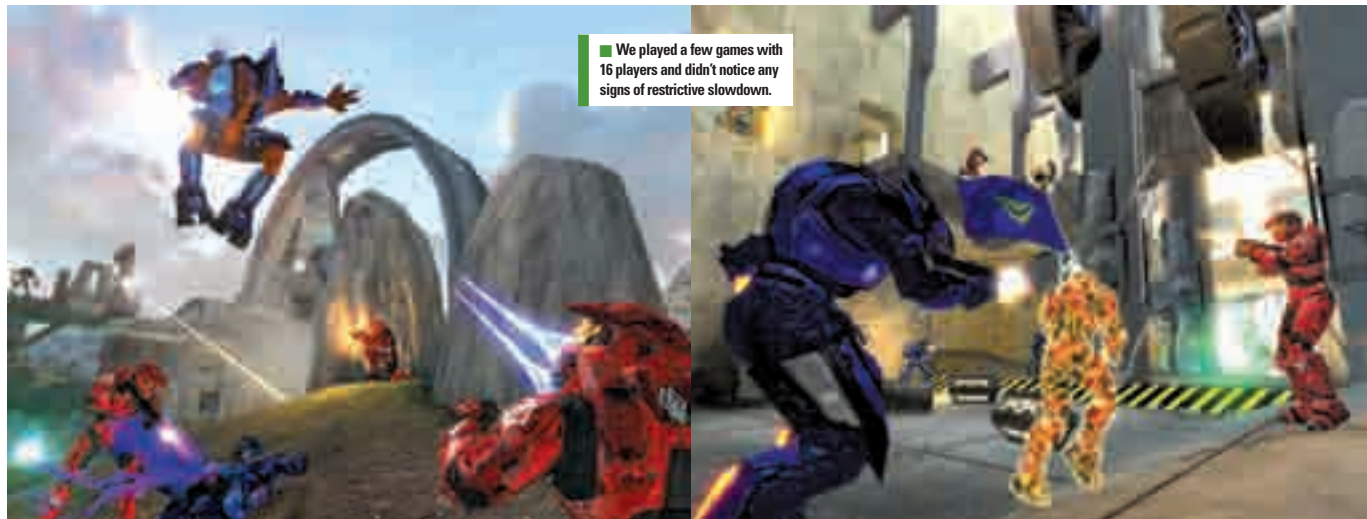 We played a few games with
16 players and didn't notice any
signs of restrictive slowdown.